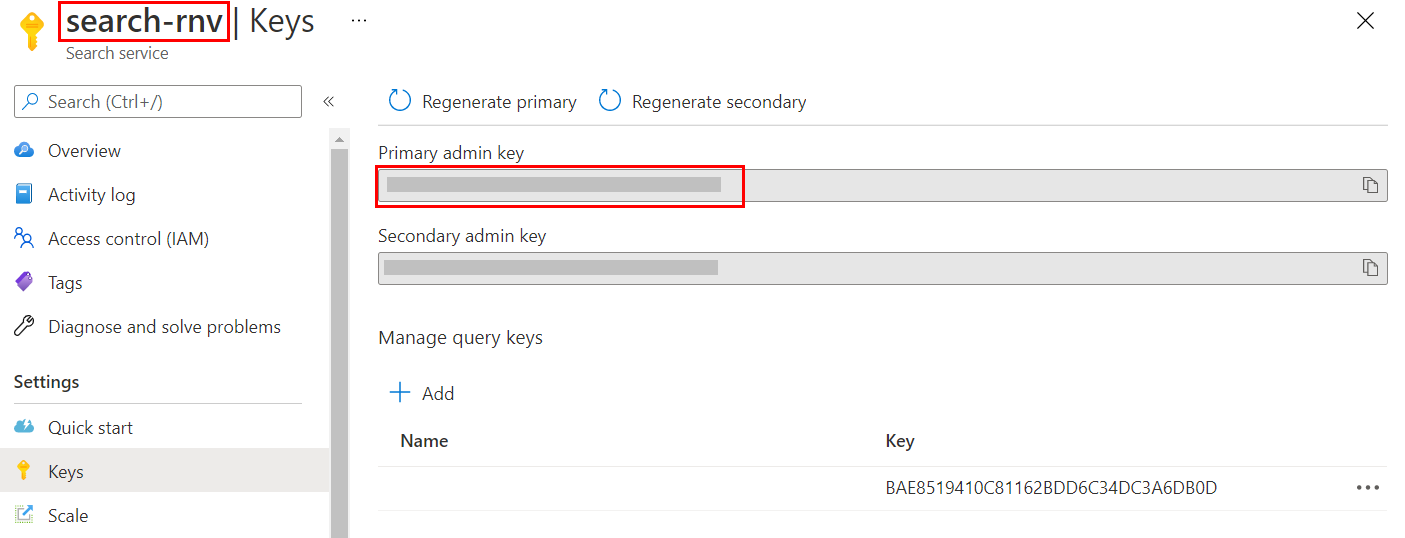 search-rnv | Keys ...
Search service
Search (Ctrl+/) «
Regenerate primary Regenerate secondary
Overview
Activity log
Access control (IAM)
Tags
Diagnose and solve problems
Settings
Quick start
Keys
Scale
Primary admin key
Secondary admin key
Manage query keys
Add
Name Key
BAE8519410C81162BDD6C34DC3A6DB0D ...